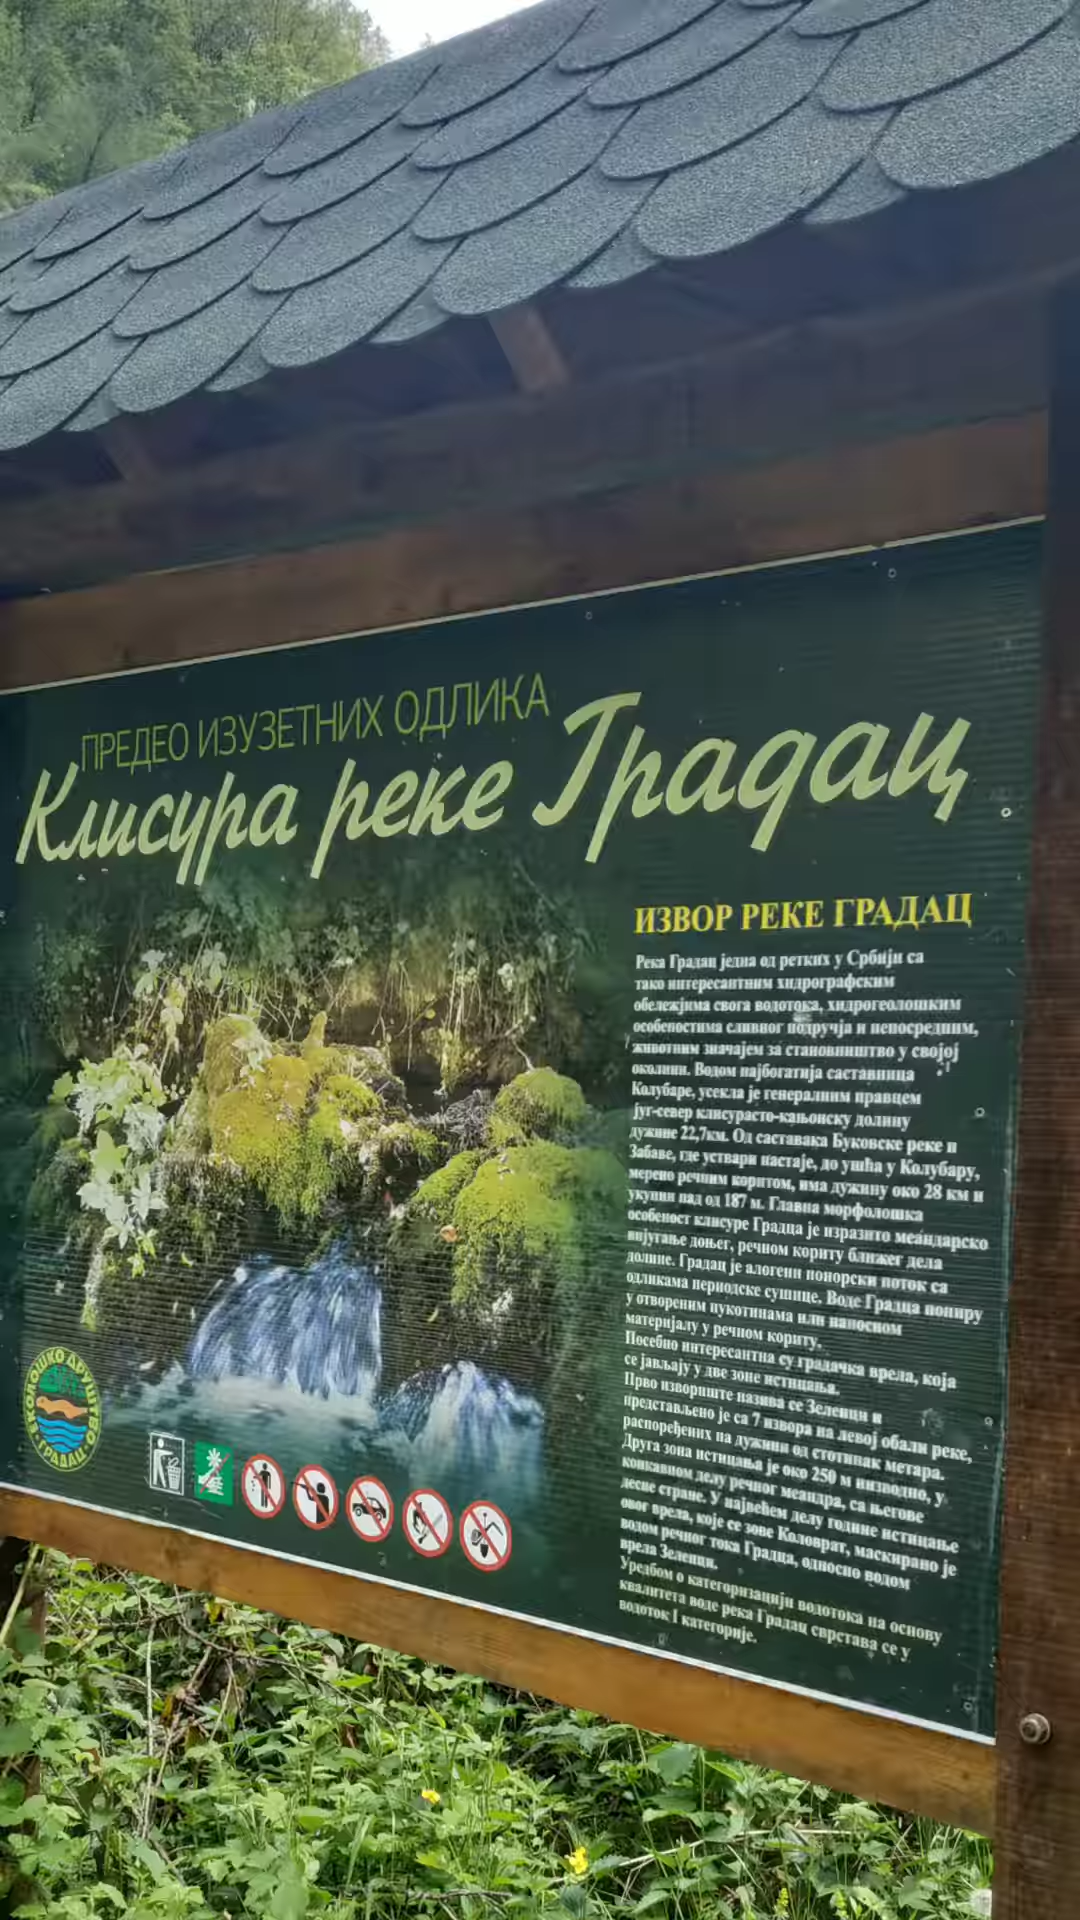 ПРЕДЕО ИЗУЗЕТНИХ ОДЛИКА
Клисура реке Градац
ИЗВОР РЕКЕ ГРАДАЦ
Река Градац једна од ретких у Србији са
тако интересантним хидрографским
обележјима свога водотока, хидрогеолошким
особеностима сливног подручја и непосредним,
животним значајем за становништво у својој
околини. Водом најбогатија саставница
Колубаре, усекла је генералним правцем
југ-север клисурасто-кањонску долину
дужине 22,7км. Од састава Буковске реке и
Забаве, где уствари настаје, до ушћа у Колубару,
мерено речним коритом, има дужину око 28 км и
укупни пад од 187 м. Главна морфолошка
особеност клисуре Градца је изразито меандарско
вијугање доњег, речном кориту ближег дела
долине. Градац је алогени понорски поток са
одликама периодске сушице. Воде Градца пониру
у отвореним пукотинама или наносном
материјалу у речном кориту.
Посебно интересантна су градачка врела, која
се јављају у две зоне истицања.
Прво извориште назива се Зеленци и
представљено је са 7 извора на левој обали реке,
распоређених на дужини од стотинак метара.
Друга зона истицања је око 250 м низводно, у
конкавном делу речног меандра, са његове
десне стране. У највећем делу године истицање
овог врела, које се зове Коловрат, маскирано је
водом речног тока Градца, односно водом
врела Зеленци.
Уредбом о категоризацији водотока на основу
квалитета воде река Градац сврстава се у
водоток I категорије.
ЕКОЛОШКО ДРУШТВО
ГРАДАЦ